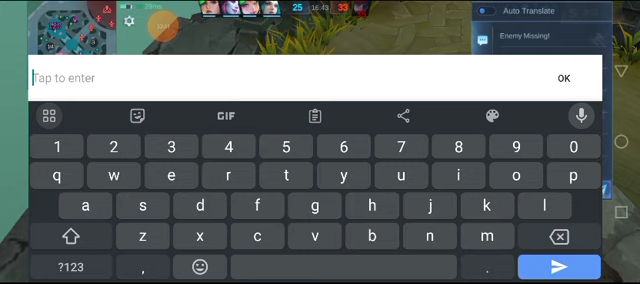 28ms
25 16:43 33
Auto Translate
Enemy Missing!
Tap to enter
OK
GIF
1 2 3 4 5 6 7 8 9 0
q w e r t y u i o p
a s d f g h j k l
z x c v b n m
?123 , .